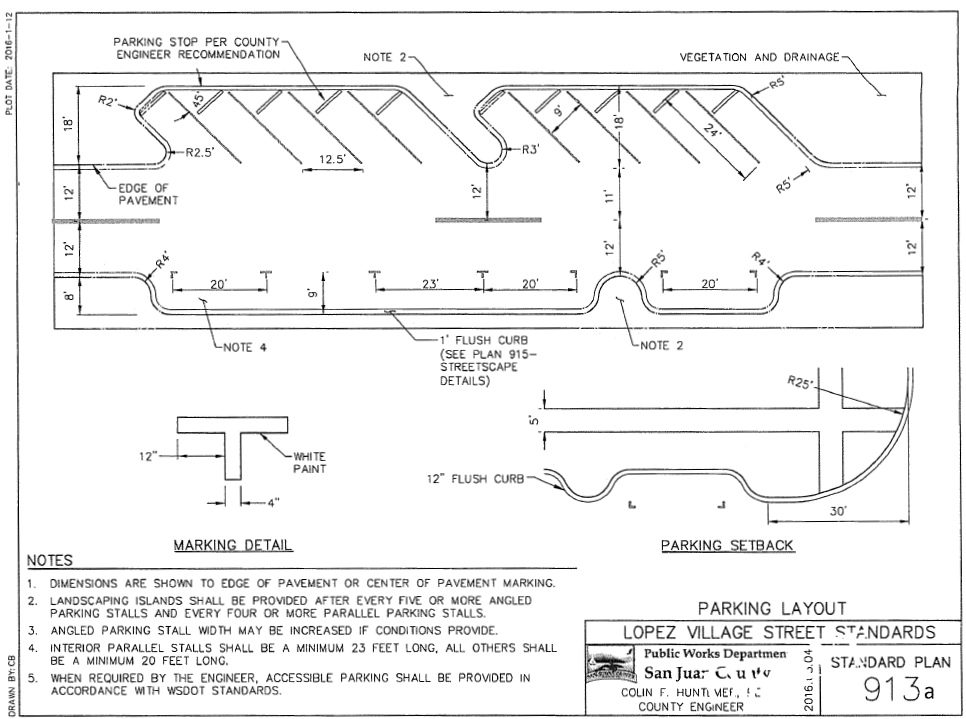 PLOT DATE: 2016-1-12
PARKING STOP PER COUNTY
ENGINEER RECOMMENDATION
NOTE 2
VEGETATION AND DRAINAGE
R2'
45'
R5'
18'
9'
18'
24'
R2.5'
R3'
12.5'
R5'
EDGE OF
PAVEMENT
12'
12'
11'
12'
12'
12'
12'
R4'
R5'
R4'
20'
23'
20'
20'
8'
9'
NOTE 4
1' FLUSH CURB
(SEE PLAN 915-
STREETSCAPE
DETAILS)
NOTE 2
R25'
5'
12"
WHITE
PAINT
4"
12" FLUSH CURB
30'
MARKING DETAIL
PARKING SETBACK
NOTES
1. DIMENSIONS ARE SHOWN TO EDGE OF PAVEMENT OR CENTER OF PAVEMENT MARKING.
2. LANDSCAPING ISLANDS SHALL BE PROVIDED AFTER EVERY FIVE OR MORE ANGLED
PARKING STALLS AND EVERY FOUR OR MORE PARALLEL PARKING STALLS.
3. ANGLED PARKING STALL WIDTH MAY BE INCREASED IF CONDITIONS PROVIDE.
4. INTERIOR PARALLEL STALLS SHALL BE A MINIMUM 23 FEET LONG, ALL OTHERS SHALL
BE A MINIMUM 20 FEET LONG.
5. WHEN REQUIRED BY THE ENGINEER, ACCESSIBLE PARKING SHALL BE PROVIDED IN
ACCORDANCE WITH WSDOT STANDARDS.
DRAWN BY: CB
PARKING LAYOUT
LOPEZ VILLAGE STREET STANDARDS
Public Works Departmen
San Juan
COLIN F.
COUNTY ENGINEER
STANDARD PLAN
913a